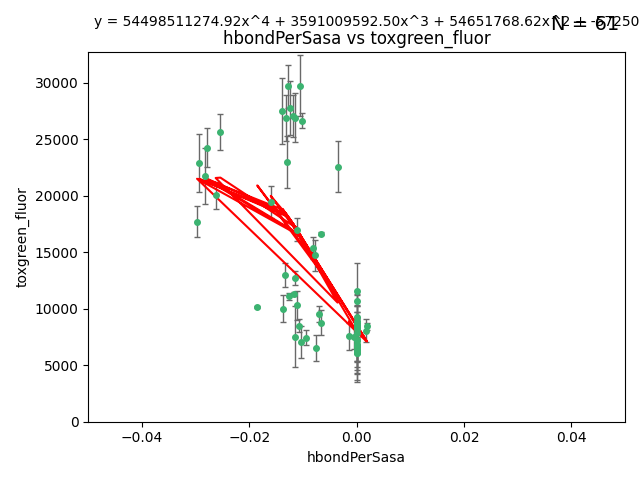 y = 54498511274.92x^4 + 3591009592.50x^3 + 54651768.62x^2 +
N = 61
hbondPerSasa vs toxgreen_fluor
30000
25000
20000
15000
10000
5000
0
toxgreen_fluor
−0.04 −0.02 0.00 0.02 0.04
hbondPerSasa